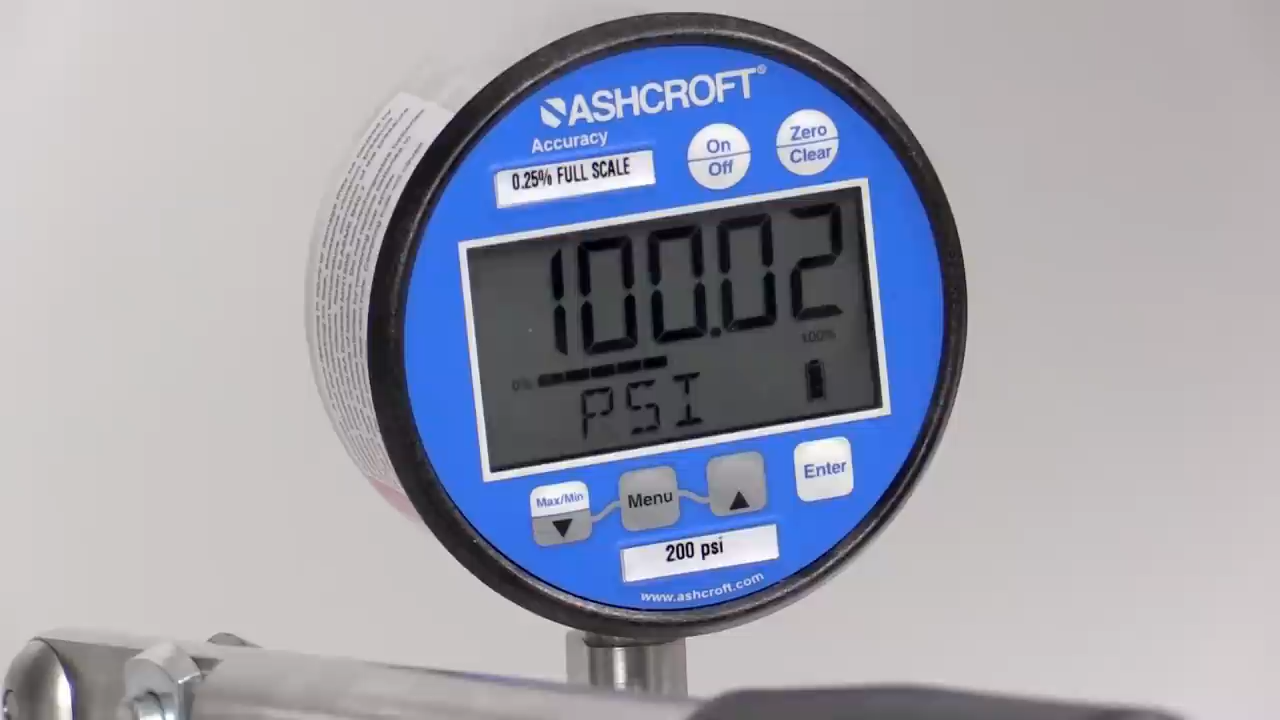 ASHCROFT®
Accuracy
0.25% FULL SCALE
On
Off
Zero
Clear
100.02
0%
100%
PSI
Max/Min
Menu
Enter
200 psi
www.ashcroft.com